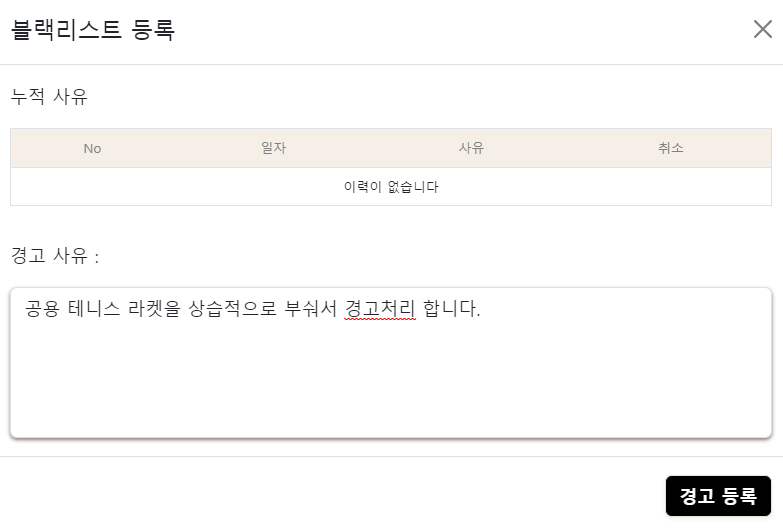 블랙리스트 등록
누적 사유
No 일자 사유 취소
이력이 없습니다
경고 사유 :
공용 테니스 라켓을 상습적으로 부숴서 경고처리 합니다.
경고 등록